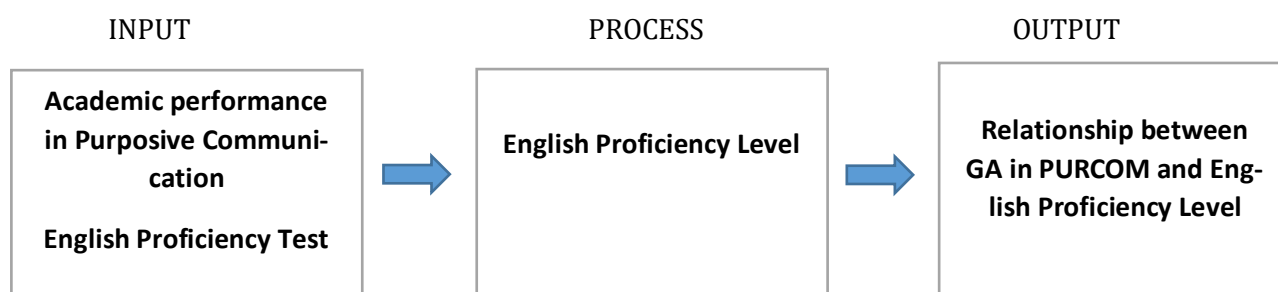 INPUT
PROCESS
OUTPUT
Academic performance
in Purposive Communi-
cation
English Proficiency Test
English Proficiency Level
Relationship between
GA in PURCOM and Eng-
lish Proficiency Level